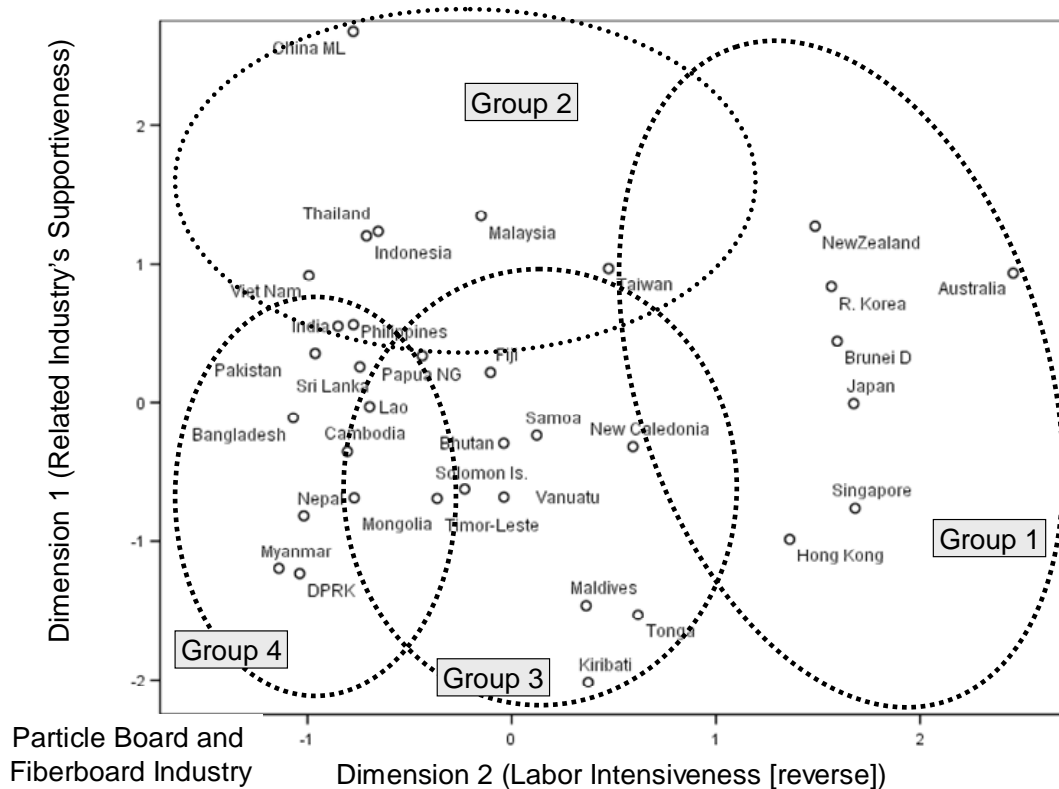 Dimension 1 (Related Industry's Supportiveness)
2
1
0
-1
-2
China ML
Group 2
Thailand
Indonesia
Malaysia
NewZealand
Viet Nam
Taiwan
Australia
R. Korea
India
Philippines
Fiji
Brunei D
Pakistan
Sri Lanka
Papua NG
Japan
Lao
Samoa
Bangladesh
Cambodia
Bhutan
New Caledonia
Solomon Is.
Singapore
Nepal
Vanuatu
Mongolia
Timor-Leste
Group 1
Myanmar
Hong Kong
DPRK
Maldives
Tonga
Group 4
Kiribati
Group 3
-1
0
1
2
Particle Board and
Fiberboard Industry
Dimension 2 (Labor Intensiveness [reverse])